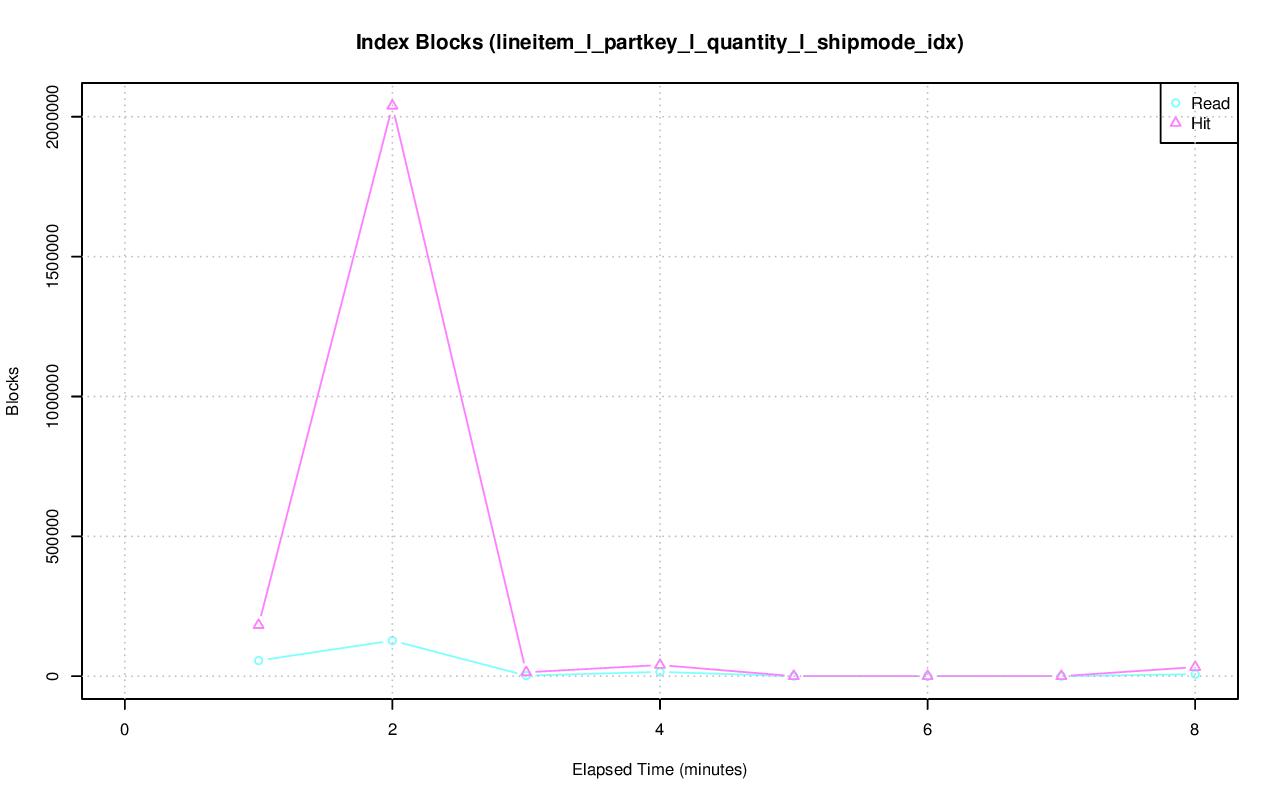 Index Blocks (lineitem_l_partkey_l_quantity_l_shipmode_idx)
Read
Hit
2000000
1500000
1000000
500000
0
Blocks
0 2 4 6 8
Elapsed Time (minutes)